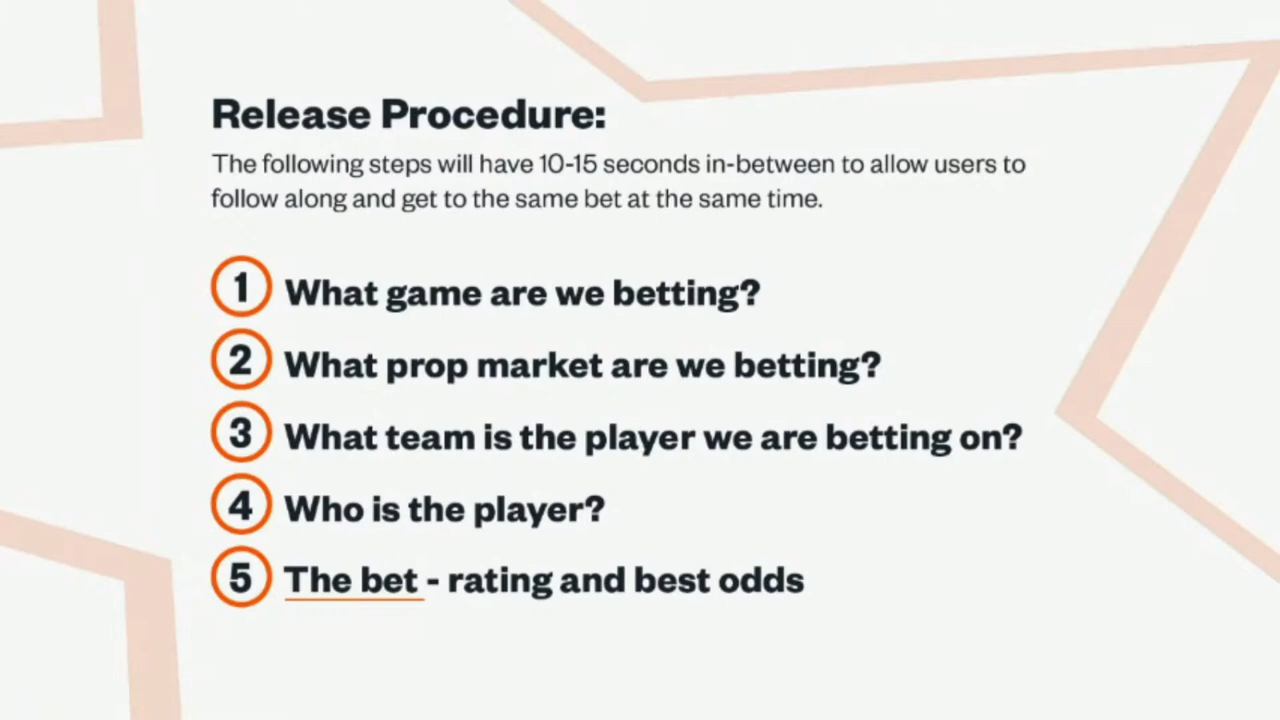 Release Procedure:
The following steps will have 10-15 seconds in-between to allow users to
follow along and get to the same bet at the same time.
1 What game are we betting?
2 What prop market are we betting?
3 What team is the player we are betting on?
4 Who is the player?
5 The bet - rating and best odds